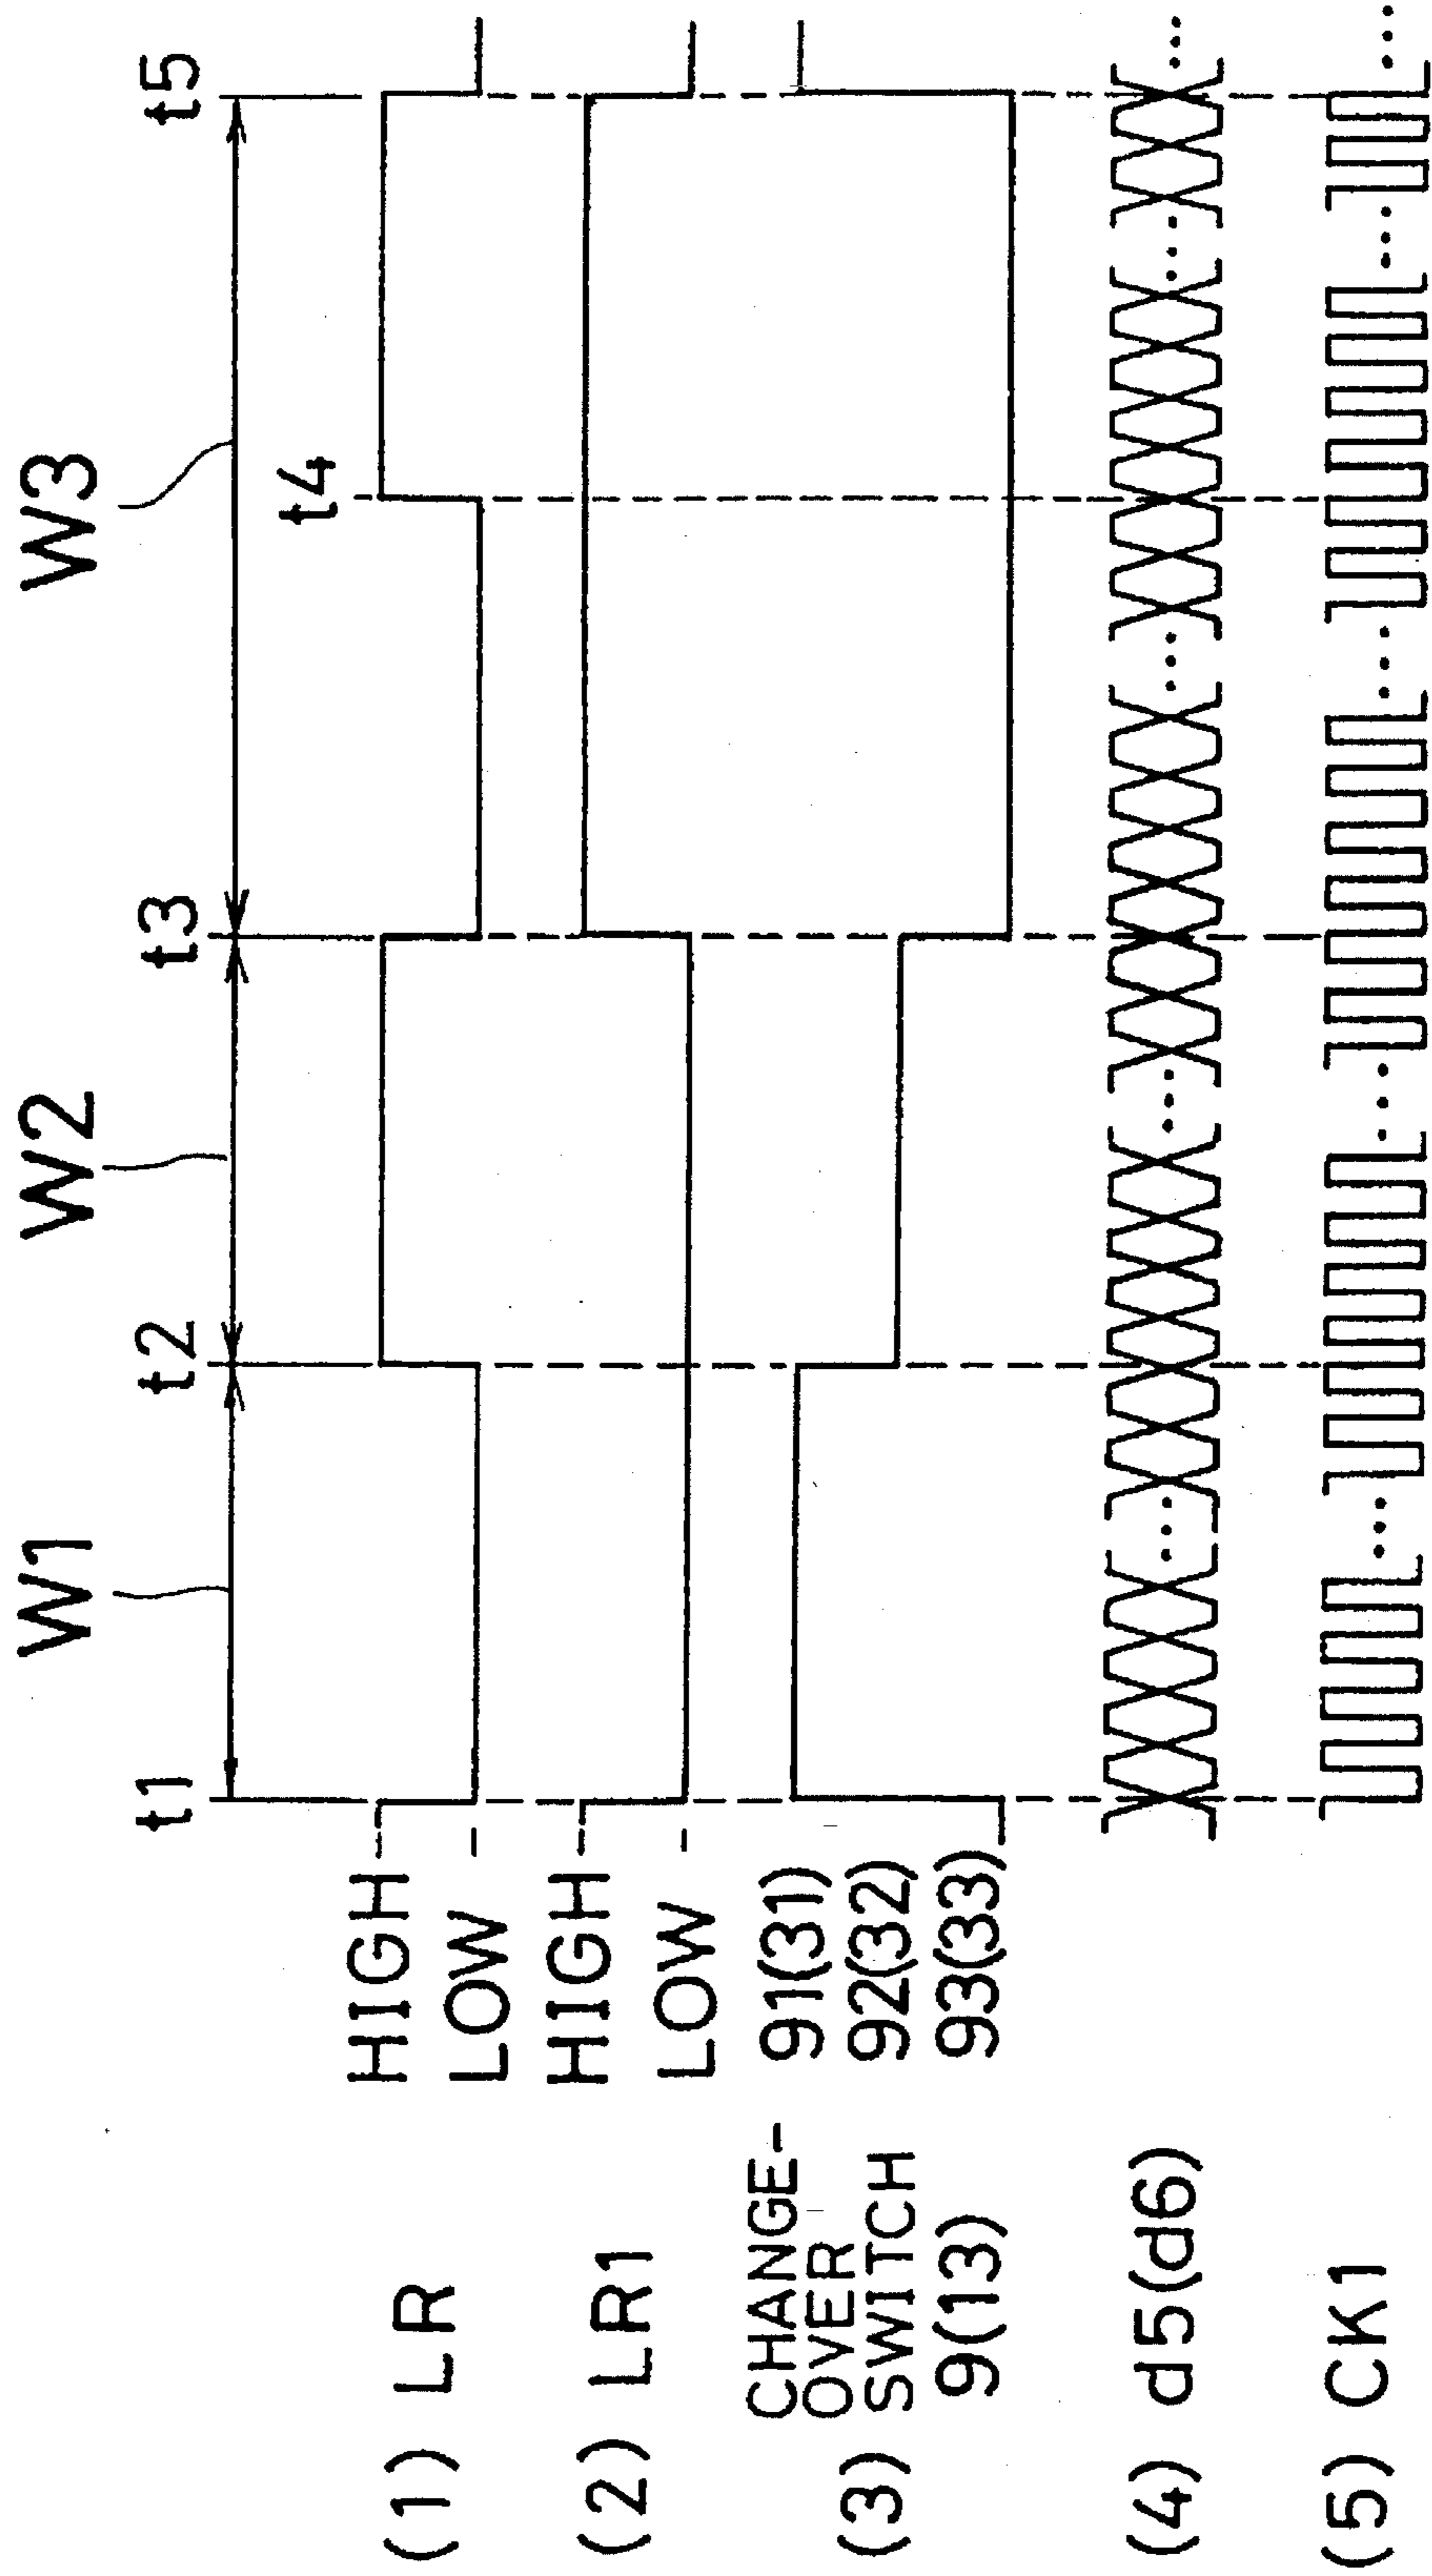 W1 W2 W3
t1 t2 t3 t5
t4
(1) LR HIGH
LOW
(2) LR1 HIGH
LOW
(3) CHANGE-
OVER
SWITCH
9(13)
91(31)
92(32)
93(33)
(4) d5(d6)
(5) CK1